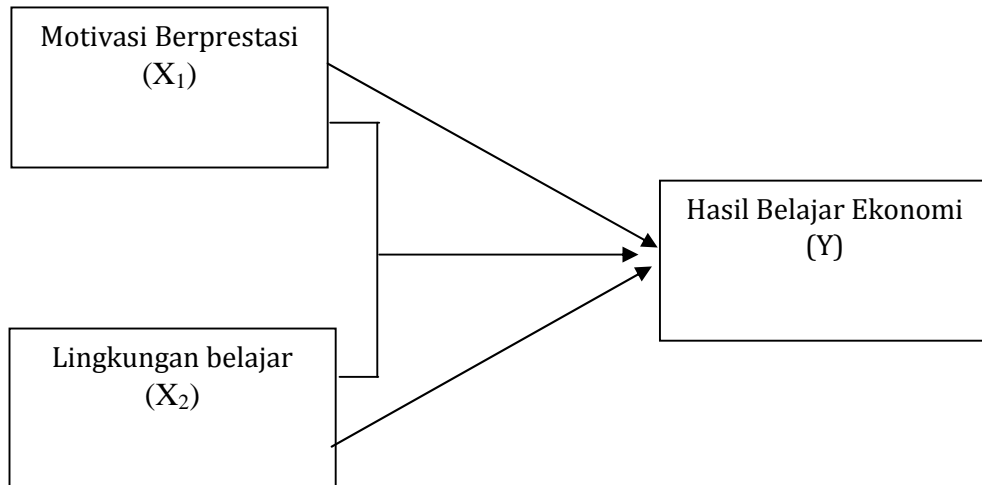 Motivasi Berprestasi
(X₁)
Hasil Belajar Ekonomi
(Y)
Lingkungan belajar
(X₂)